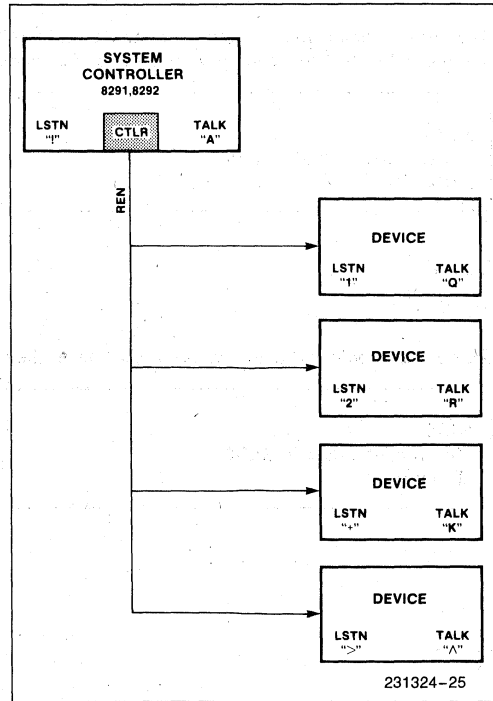 SYSTEM
CONTROLLER
8291,8292
LSTN
"!"
CTLR
TALK
"A"
REN
DEVICE
LSTN
"1"
TALK
"Q"
DEVICE
LSTN
"2"
TALK
"R"
DEVICE
LSTN
"+"
TALK
"K"
DEVICE
LSTN
">"
TALK
"^"
231324-25